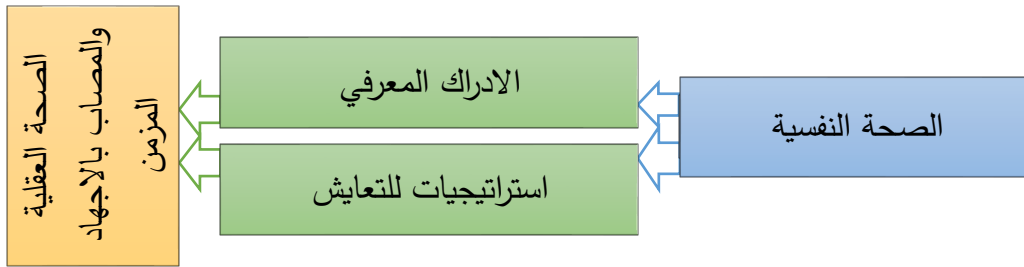 الصحة النفسية
الادراك المعرفي
استراتيجيات للتعايش
الصحة العقلية
والمصاب بالاجهاد
المزمن